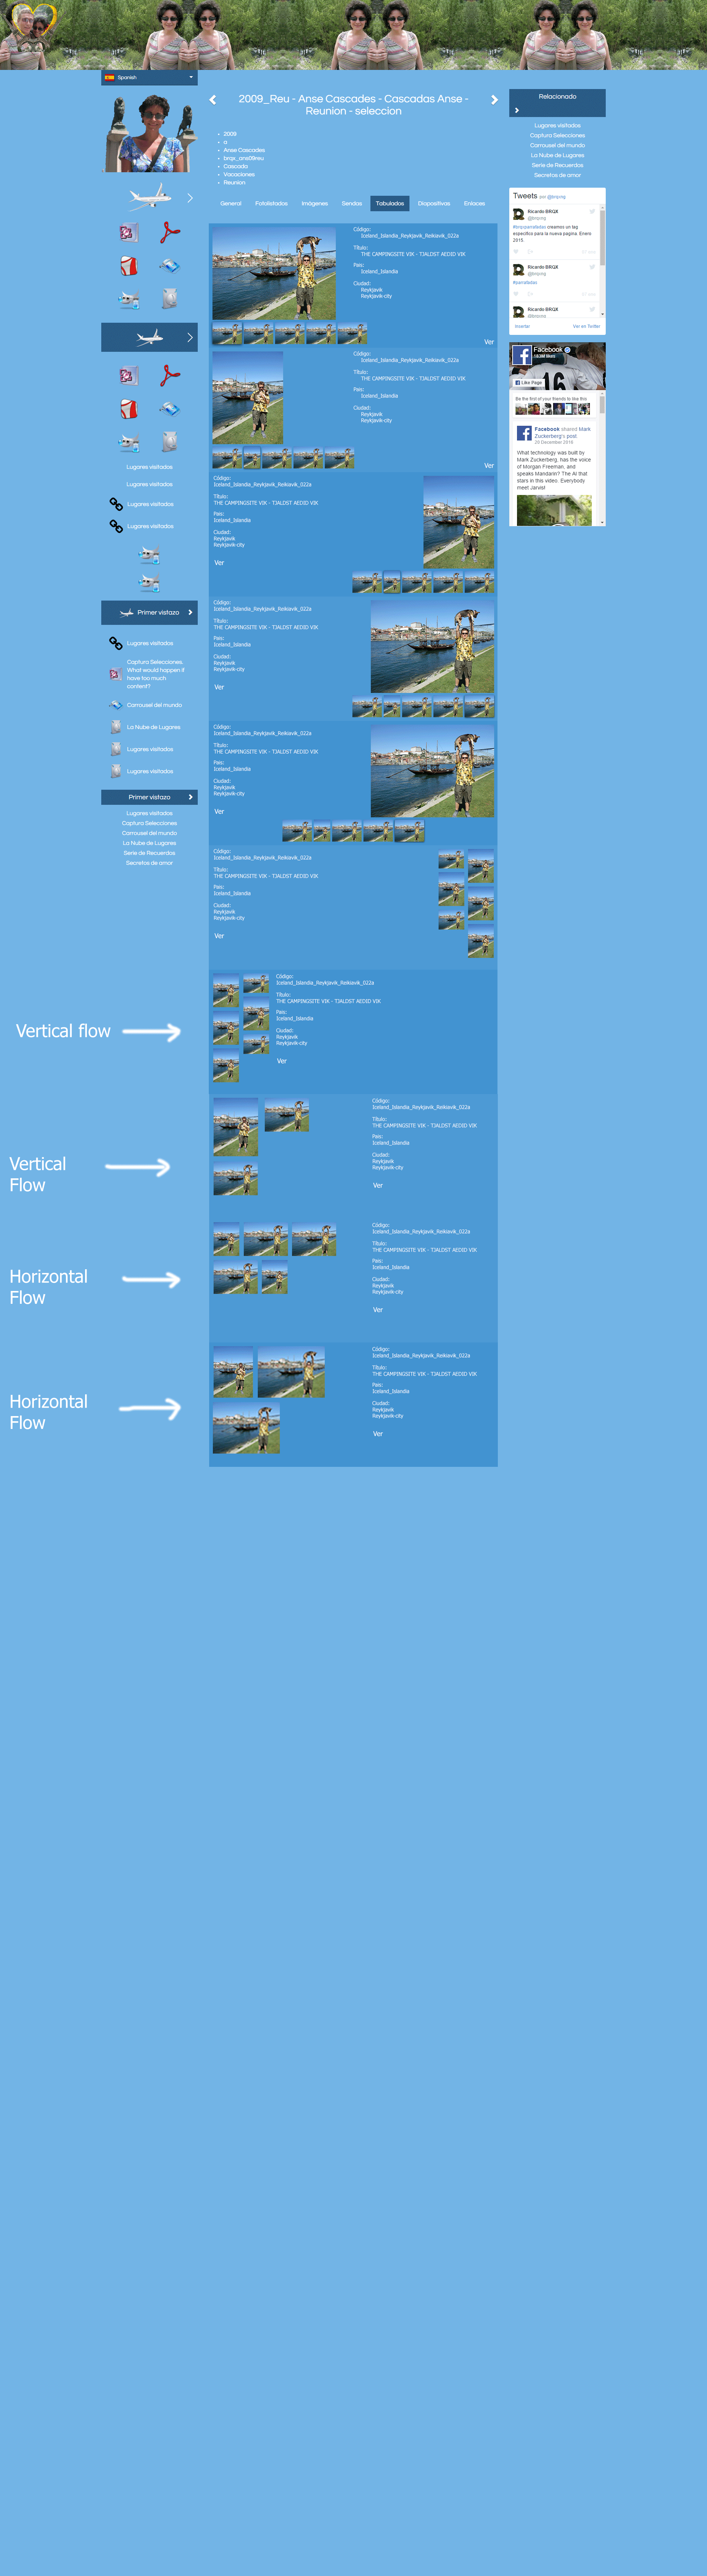 Spanish
Lugares visitados
Lugares visitados
Lugares visitados
Lugares visitados
Primer vistazo
Lugares visitados
Captura Selecciones.
What would happen if
have too much
content?
Carrousel del mundo
La Nube de Lugares
Lugares visitados
Lugares visitados
Primer vistazo
Lugares visitados
Captura Selecciones
Carrousel del mundo
La Nube de Lugares
Serie de Recuerdos
Secretos de amor
Vertical flow
Vertical
Flow
Horizontal
Flow
Horizontal
Flow
2009_Reu - Anse Cascades - Cascadas Anse -
Reunion - seleccion
2009
a
Anse Cascades
brqx_ans09reu
Cascada
Vacaciones
Reunion
General Fotolistados Imágenes Sendas Tabulados Diapositivas Enlaces
Código:
Iceland_Islandia_Reykjavik_Reikiavik_022a
Título:
THE CAMPINGSITE VIK - TJALDST AEDID VIK
Pais:
Iceland_Islandia
Ciudad:
Reykjavik
Reykjavik-city
Ver
Código:
Iceland_Islandia_Reykjavik_Reikiavik_022a
Título:
THE CAMPINGSITE VIK - TJALDST AEDID VIK
Pais:
Iceland_Islandia
Ciudad:
Reykjavik
Reykjavik-city
Ver
Código:
Iceland_Islandia_Reykjavik_Reikiavik_022a
Título:
THE CAMPINGSITE VIK - TJALDST AEDID VIK
Pais:
Iceland_Islandia
Ciudad:
Reykjavik
Reykjavik-city
Ver
Código:
Iceland_Islandia_Reykjavik_Reikiavik_022a
Título:
THE CAMPINGSITE VIK - TJALDST AEDID VIK
Pais:
Iceland_Islandia
Ciudad:
Reykjavik
Reykjavik-city
Ver
Código:
Iceland_Islandia_Reykjavik_Reikiavik_022a
Título:
THE CAMPINGSITE VIK - TJALDST AEDID VIK
Pais:
Iceland_Islandia
Ciudad:
Reykjavik
Reykjavik-city
Ver
Código:
Iceland_Islandia_Reykjavik_Reikiavik_022a
Título:
THE CAMPINGSITE VIK - TJALDST AEDID VIK
Pais:
Iceland_Islandia
Ciudad:
Reykjavik
Reykjavik-city
Ver
Código:
Iceland_Islandia_Reykjavik_Reikiavik_022a
Título:
THE CAMPINGSITE VIK - TJALDST AEDID VIK
Pais:
Iceland_Islandia
Ciudad:
Reykjavik
Reykjavik-city
Ver
Código:
Iceland_Islandia_Reykjavik_Reikiavik_022a
Título:
THE CAMPINGSITE VIK - TJALDST AEDID VIK
Pais:
Iceland_Islandia
Ciudad:
Reykjavik
Reykjavik-city
Ver
Código:
Iceland_Islandia_Reykjavik_Reikiavik_022a
Título:
THE CAMPINGSITE VIK - TJALDST AEDID VIK
Pais:
Iceland_Islandia
Ciudad:
Reykjavik
Reykjavik-city
Ver
Código:
Iceland_Islandia_Reykjavik_Reikiavik_022a
Título:
THE CAMPINGSITE VIK - TJALDST AEDID VIK
Pais:
Iceland_Islandia
Ciudad:
Reykjavik
Reykjavik-city
Ver
Relacionado
Lugares visitados
Captura Selecciones
Carrousel del mundo
La Nube de Lugares
Serie de Recuerdos
Secretos de amor
Tweets por @brqxng
Ricardo BRQX
@brqxng
creamos un tag
específico para la nueva pagina. Enero
2015
Ricardo BRQX
@brqxng
Ricardo BRQX
@brqxng
Insertar Ver en Twitter
Facebook
Like Page
16
Be the first of your friends to like this
Facebook shared Mark
Zuckerberg's post.
20 December 2016
What technology was built by
Mark Zuckerberg, has the voice
of Morgan Freeman, and
speaks Mandarin? The AI that
stars in this video. Everybody
meet Jarvis!